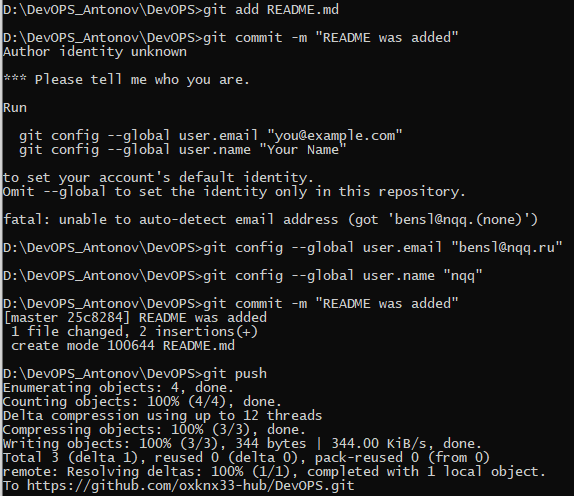 D:\DevOPS_Antonov\DevOPS>git add README.md
D:\DevOPS_Antonov\DevOPS>git commit -m "README was added"
Author identity unknown
*** Please tell me who you are.
Run
  git config --global user.email "you@example.com"
  git config --global user.name "Your Name"
to set your account's default identity.
Omit --global to set the identity only in this repository.
fatal: unable to auto-detect email address (got 'bensl@nqq.(none)')
D:\DevOPS_Antonov\DevOPS>git config --global user.email "bensl@nqq.ru"
D:\DevOPS_Antonov\DevOPS>git config --global user.name "nqq"
D:\DevOPS_Antonov\DevOPS>git commit -m "README was added"
[master 25c8284] README was added
 1 file changed, 2 insertions(+)
 create mode 100644 README.md
D:\DevOPS_Antonov\DevOPS>git push
Enumerating objects: 4, done.
Counting objects: 100% (4/4), done.
Delta compression using up to 12 threads
Compressing objects: 100% (3/3), done.
Writing objects: 100% (3/3), 344 bytes | 344.00 KiB/s, done.
Total 3 (delta 1), reused 0 (delta 0), pack-reused 0 (from 0)
remote: Resolving deltas: 100% (1/1), completed with 1 local object.
To https://github.com/oxknx33-hub/DevOPS.git